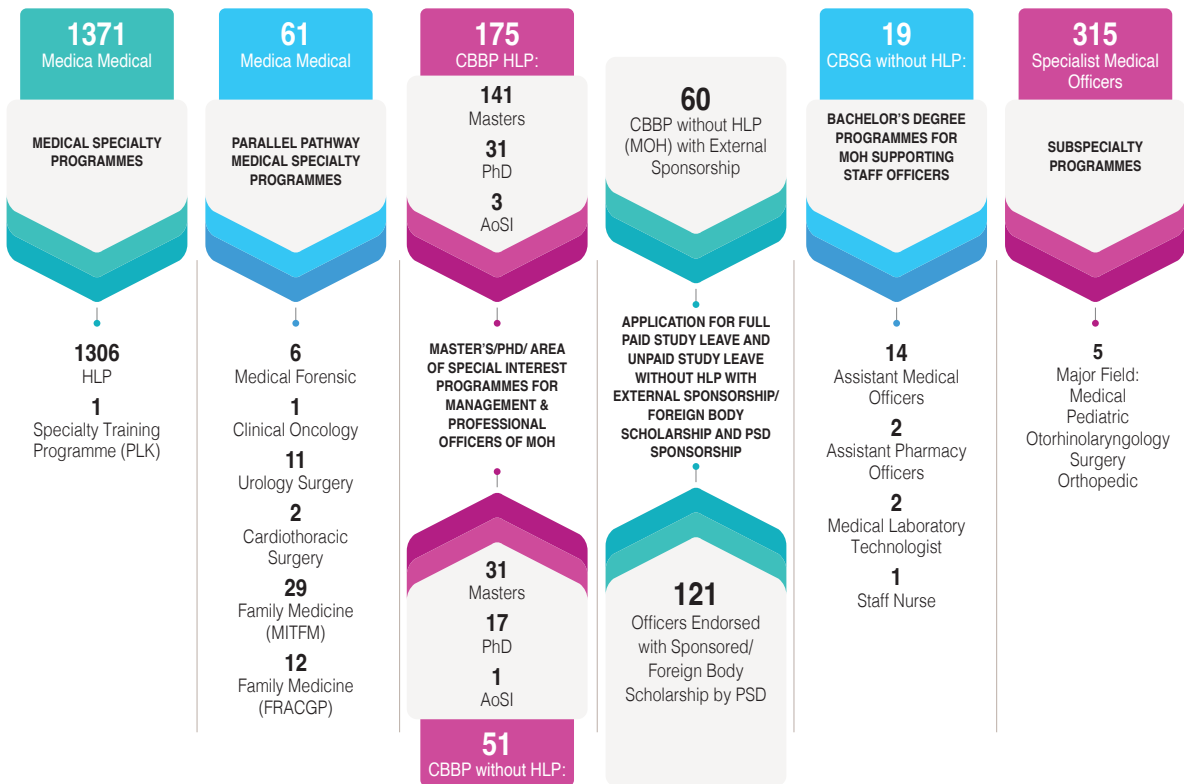 1371
Medica Medical
MEDICAL SPECIALTY
PROGRAMMES
1306
HLP
1
Specialty Training
Programme (PLK)
61
Medica Medical
PARALLEL PATHWAY
MEDICAL SPECIALTY
PROGRAMMES
6
Medical Forensic
1
Clinical Oncology
11
Urology Surgery
2
Cardiothoracic
Surgery
29
Family Medicine
(MITFM)
12
Family Medicine
(FRACGP)
175
CBBP HLP:
141
Masters
31
PhD
3
AoSI
MASTER'S/PHD/ AREA
OF SPECIAL INTEREST
PROGRAMMES FOR
MANAGEMENT &
PROFESSIONAL
OFFICERS OF MOH
31
Masters
17
PhD
1
AoSI
51
CBBP without HLP:
60
CBBP without HLP
(MOH) with External
Sponsorship
APPLICATION FOR FULL
PAID STUDY LEAVE AND
UNPAID STUDY LEAVE
WITHOUT HLP WITH
EXTERNAL SPONSORSHIP/
FOREIGN BODY
SCHOLARSHIP AND PSD
SPONSORSHIP
121
Officers Endorsed
with Sponsored/
Foreign Body
Scholarship by PSD
19
CBSG without HLP:
BACHELOR'S DEGREE
PROGRAMMES FOR
MOH SUPPORTING
STAFF OFFICERS
14
Assistant Medical
Officers
2
Assistant Pharmacy
Officers
2
Medical Laboratory
Technologist
1
Staff Nurse
315
Specialist Medical
Officers
SUBSPECIALTY
PROGRAMMES
5
Major Field:
Medical
Pediatric
Otorhinolaryngology
Surgery
Orthopedic